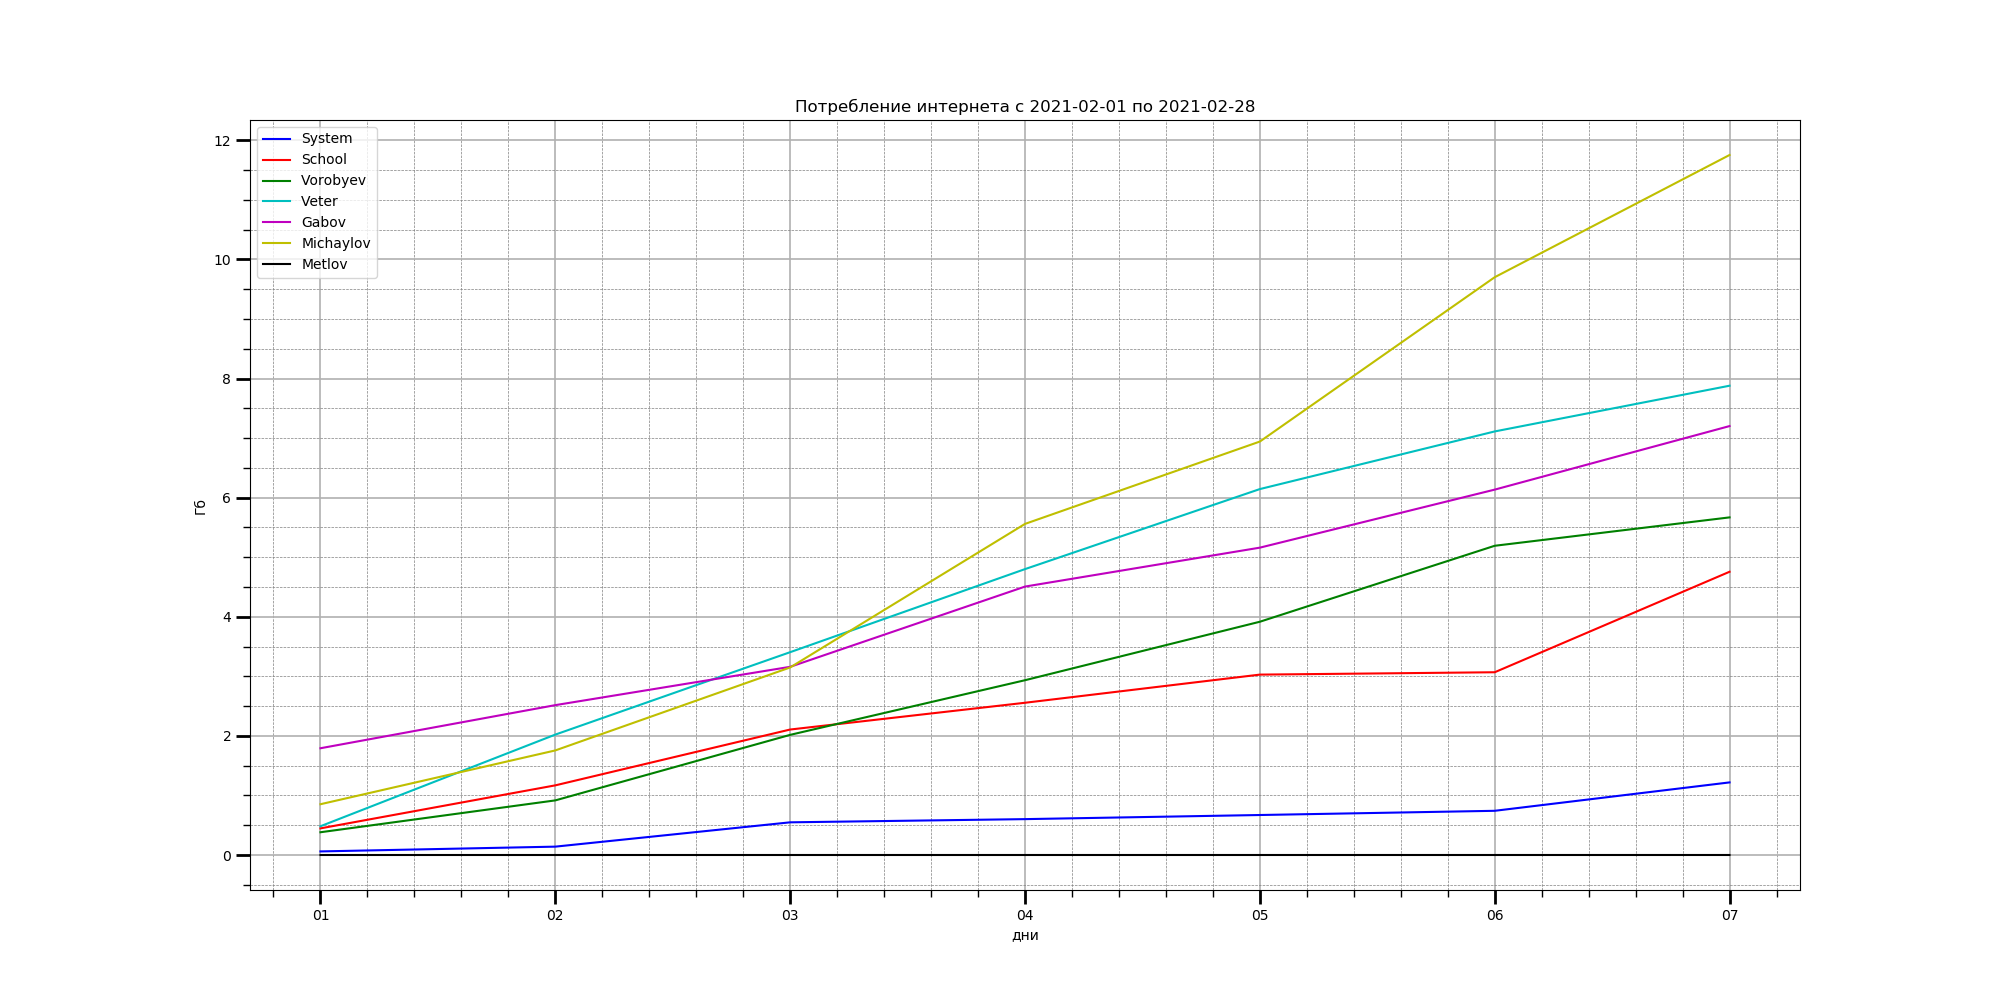 Потребление интернета с 2021-02-01 по 2021-02-28
System
School
Vorobyev
Veter
Gabov
Michaylov
Metlov
12
10
8
6
4
2
0
Гб
01 02 03 04 05 06 07
дни